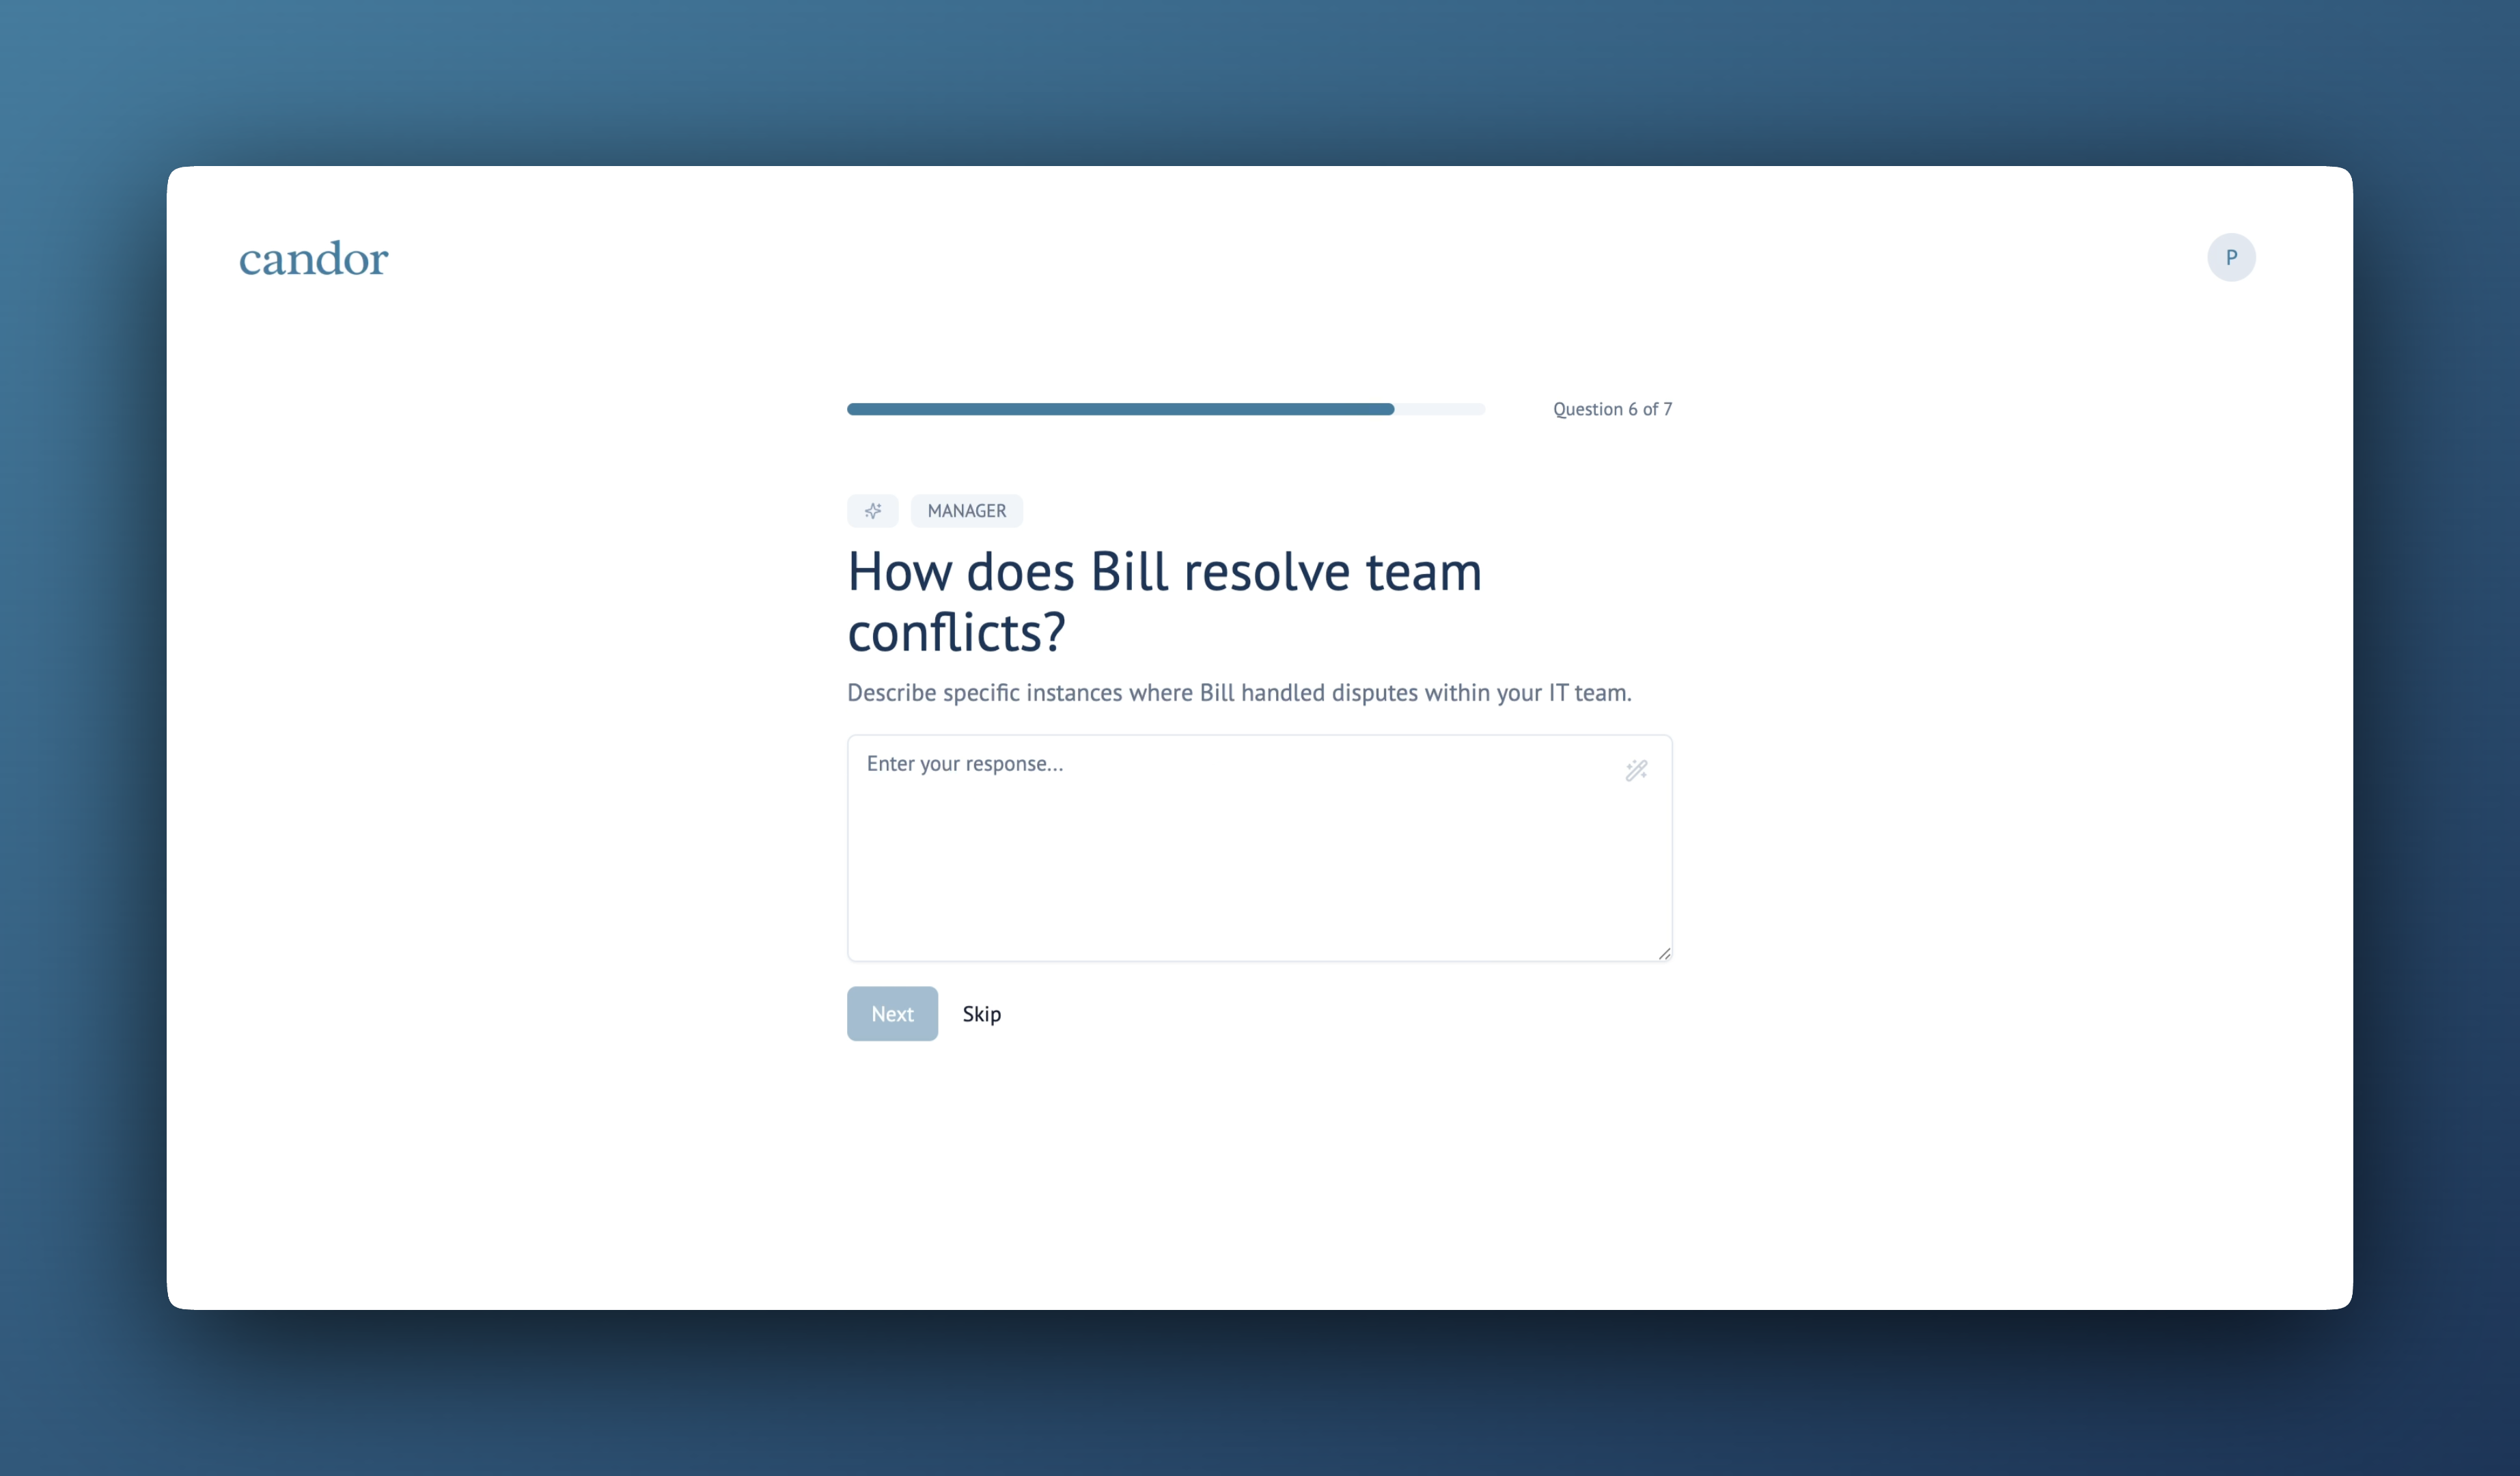 candor
P
Question 6 of 7
MANAGER
How does Bill resolve team
conflicts?
Describe specific instances where Bill handled disputes within your IT team.
Enter your response...
Next
Skip